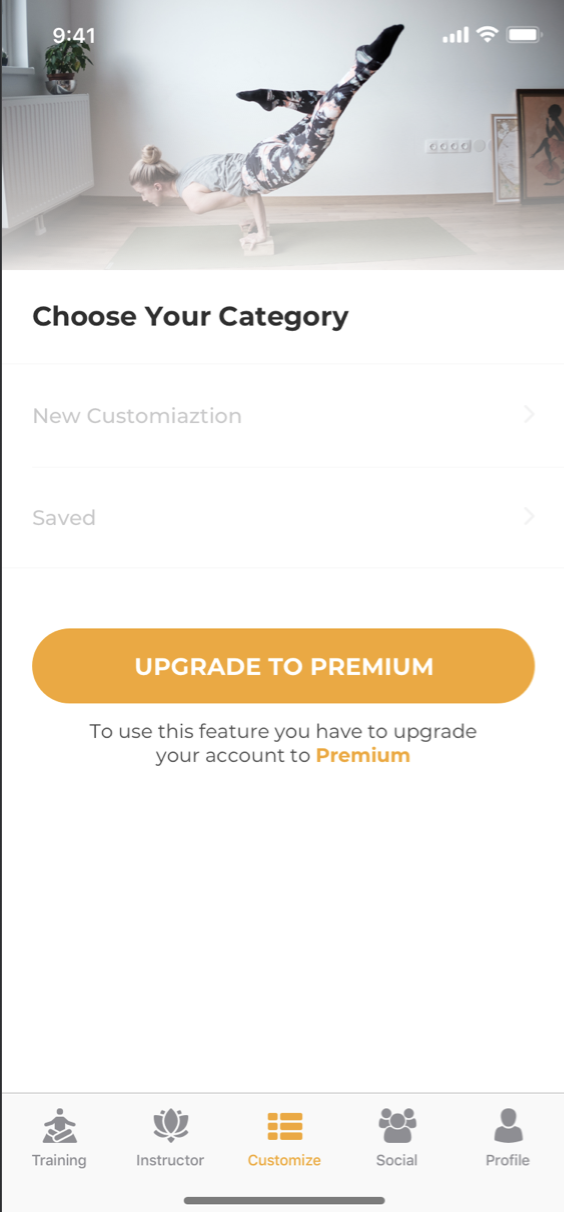 9:41
Choose Your Category
New Customiaztion
Saved
UPGRADE TO PREMIUM
To use this feature you have to upgrade
your account to Premium
Training
Instructor
Customize
Social
Profile